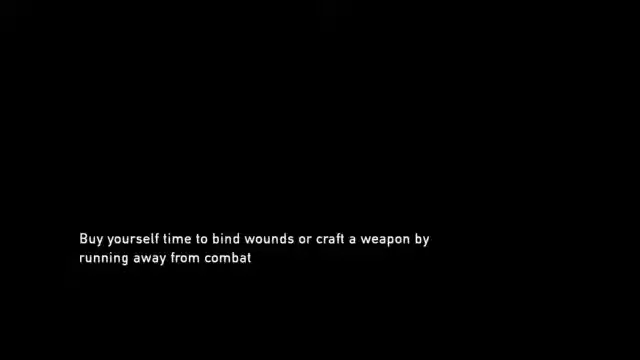 Buy yourself time to bind wounds or craft a weapon by
running away from combat